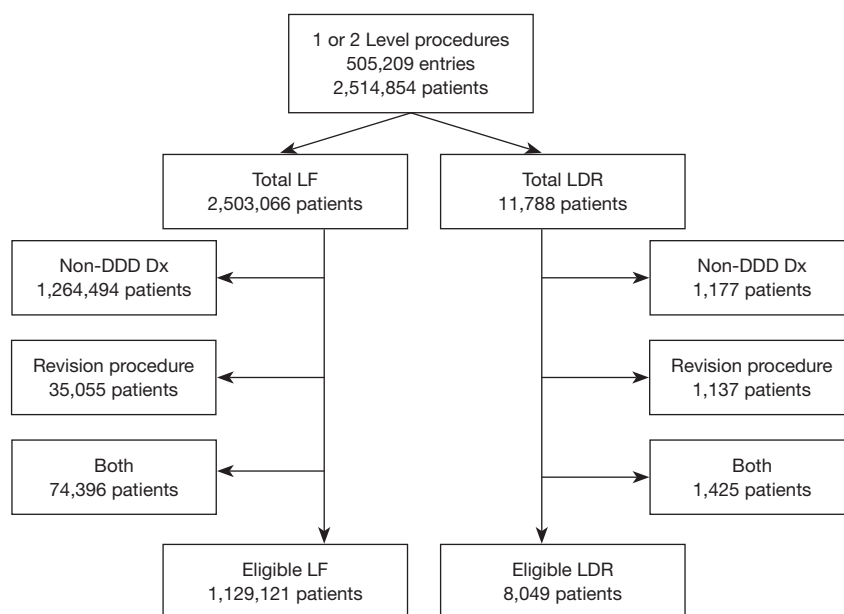 1 or 2 Level procedures
505,209 entries
2,514,854 patients
Total LF
2,503,066 patients
Total LDR
11,788 patients
Non-DDD Dx
1,264,494 patients
Non-DDD Dx
1,177 patients
Revision procedure
35,055 patients
Revision procedure
1,137 patients
Both
74,396 patients
Both
1,425 patients
Eligible LF
1,129,121 patients
Eligible LDR
8,049 patients